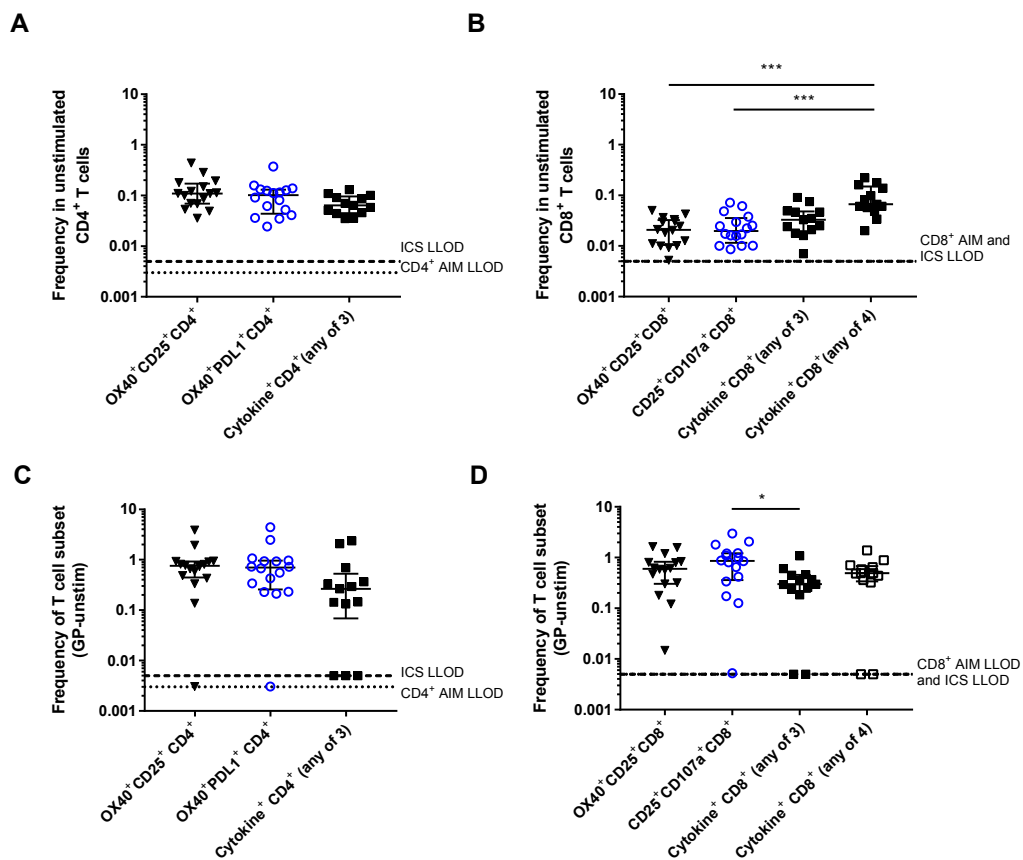 A
Frequency in unstimulated
CD4⁺ T cells
10
1
0.1
0.01
0.001
ICS LLOD
CD4⁺ AIM LLOD
OX40⁺CD25⁺CD4⁺
OX40⁺PDL1⁺CD4⁺
Cytokine⁺CD4⁺ (any of 3)
B
Frequency in unstimulated
CD8⁺ T cells
10
1
0.1
0.01
0.001
***
***
CD8⁺ AIM and
ICS LLOD
OX40⁺CD25⁺CD8⁺
CD25⁺CD107a⁺CD8⁺
Cytokine⁺CD8⁺ (any of 3)
Cytokine⁺CD8⁺ (any of 4)
C
Frequency of T cell subset
(GP-unstim)
10
1
0.1
0.01
0.001
ICS LLOD
CD4⁺ AIM LLOD
OX40⁺CD25⁺ CD4⁺
OX40⁺PDL1⁺ CD4⁺
Cytokine⁺ CD4⁺ (any of 3)
D
Frequency of T cell subset
(GP-unstim)
10
1
0.1
0.01
0.001
*
CD8⁺ AIM LLOD
and ICS LLOD
OX40⁺CD25⁺CD8⁺
CD25⁺CD107a⁺CD8⁺
Cytokine⁺ CD8⁺ (any of 3)
Cytokine⁺ CD8⁺ (any of 4)